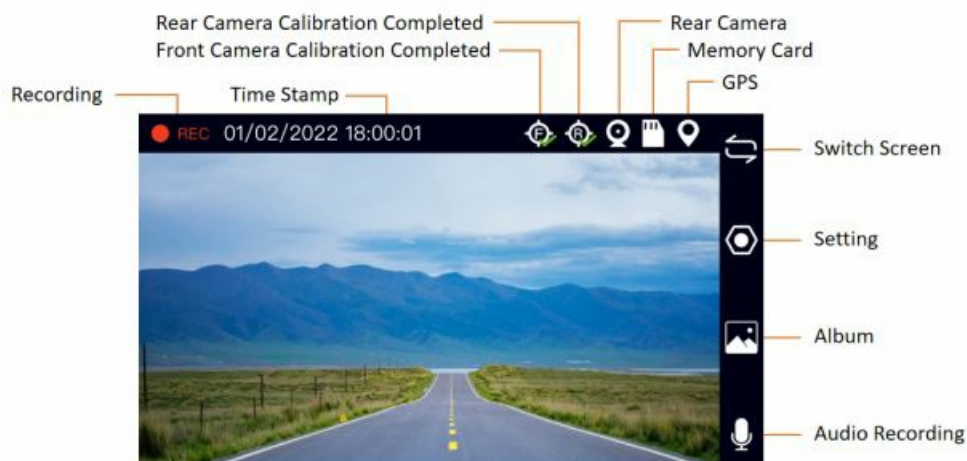 Rear Camera Calibration Completed
Rear Camera
Front Camera Calibration Completed
Memory Card
GPS
Recording
Time Stamp
REC 01/02/2022 18:00:01
F
R
Switch Screen
Setting
Album
Audio Recording